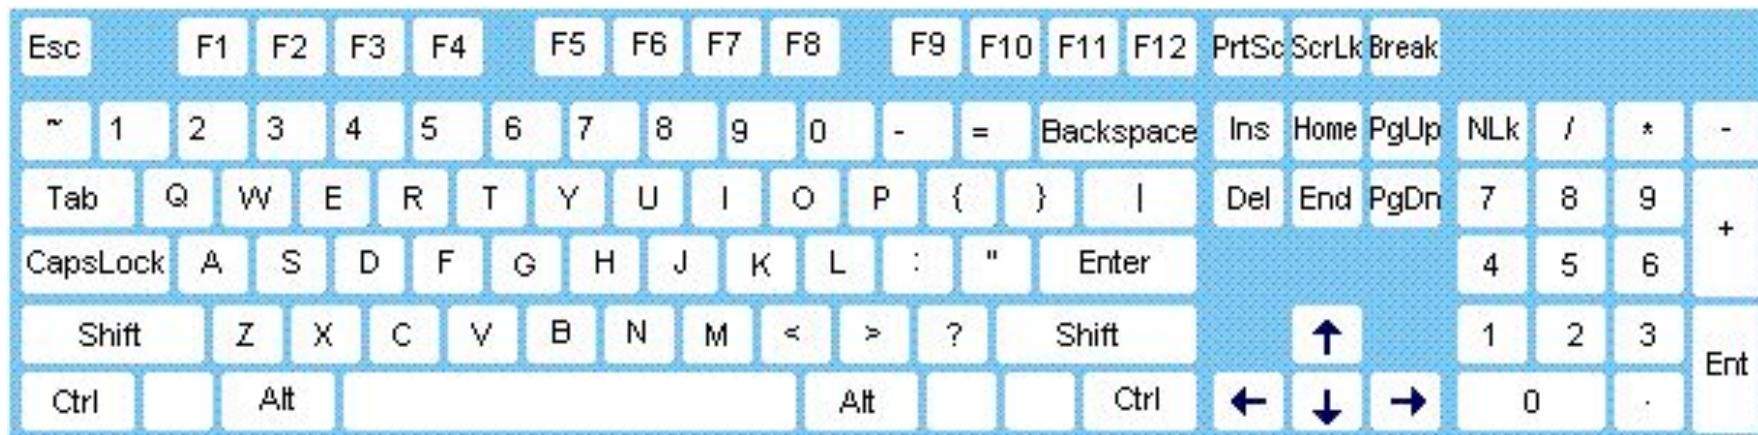 Esc F1 F2 F3 F4 F5 F6 F7 F8 F9 F10 F11 F12 PrtSc ScrLk Break
~ 1 2 3 4 5 6 7 8 9 0 - = Backspace Ins Home PgUp NLk / * -
Tab Q W E R T Y U I O P { } | Del End PgDn 7 8 9
+
CapsLock A S D F G H J K L : " Enter 4 5 6
Shift Z X C V B N M < > ? Shift ↑ 1 2 3
Ent
Ctrl Alt Alt Ctrl ← ↓ → 0 .